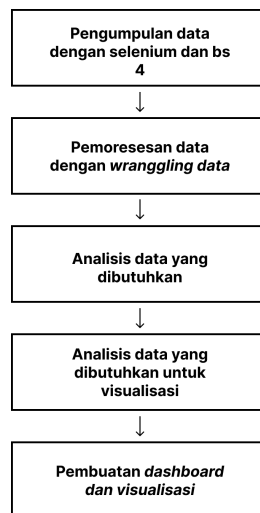 Pengumpulan data
dengan selenium dan bs
4
Pemoresesan data
dengan wranggling data
Analisis data yang
dibutuhkan
Analisis data yang
dibutuhkan untuk
visualisasi
Pembuatan dashboard
dan visualisasi